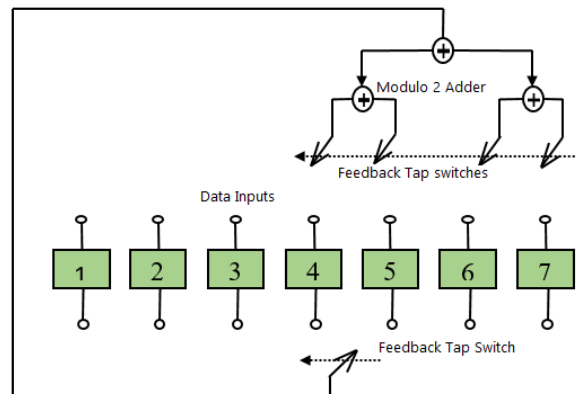 Modulo 2 Adder
Feedback Tap switches
Data Inputs
1 2 3 4 5 6 7
Feedback Tap Switch